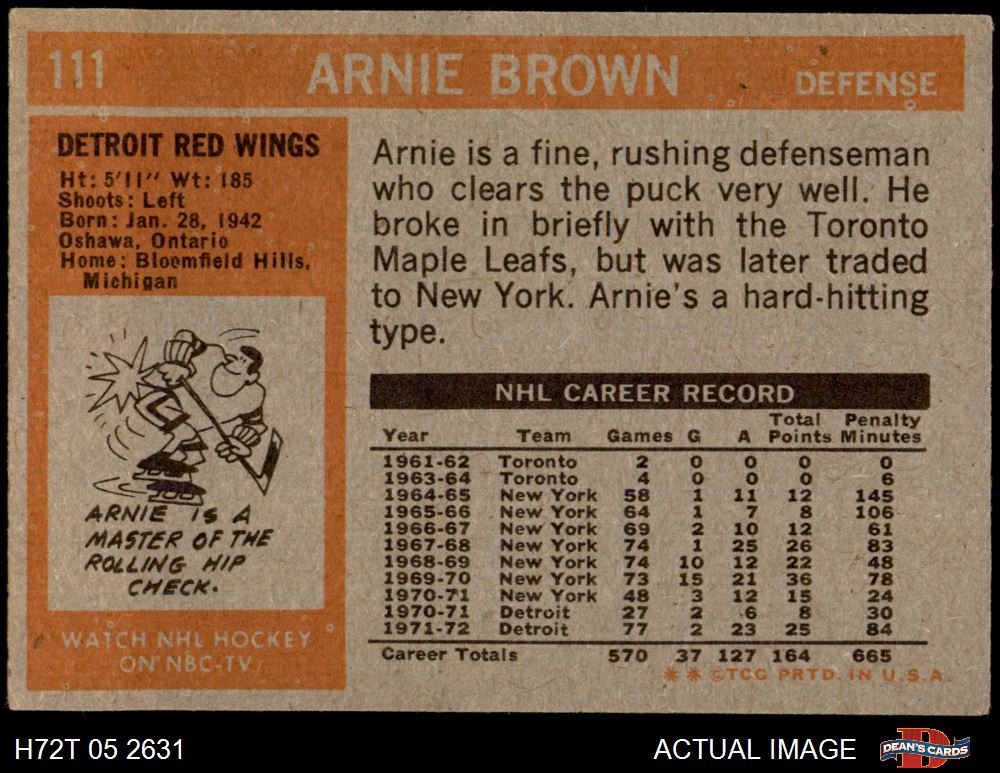 111 ARNIE BROWN DEFENSE
DETROIT RED WINGS
Ht: 5'11" Wt: 185
Shoots: Left
Born: Jan. 28, 1942
Oshawa, Ontario
Home: Bloomfield Hills,
Michigan
ARNIE IS A
MASTER OF THE
ROLLING HIP
CHECK.
WATCH NHL HOCKEY
ON NBC-TV
Arnie is a fine, rushing defenseman
who clears the puck very well. He
broke in briefly with the Toronto
Maple Leafs, but was later traded
to New York. Arnie's a hard-hitting
type.
NHL CAREER RECORD
Total Penalty
Year Team Games G A Points Minutes
1961-62 Toronto 2 0 0 0 0
1963-64 Toronto 4 0 0 0 6
1964-65 New York 58 1 11 12 145
1965-66 New York 64 1 7 8 106
1966-67 New York 69 2 10 12 61
1967-68 New York 74 1 25 26 83
1968-69 New York 74 10 12 22 48
1969-70 New York 73 15 21 36 78
1970-71 New York 48 3 12 15 24
1970-71 Detroit 27 2 6 8 30
1971-72 Detroit 77 2 23 25 84
Career Totals 570 37 127 164 665
** ©TCG PRTD. IN U.S.A.
H72T 05 2631 ACTUAL IMAGE DEAN'S CARDS